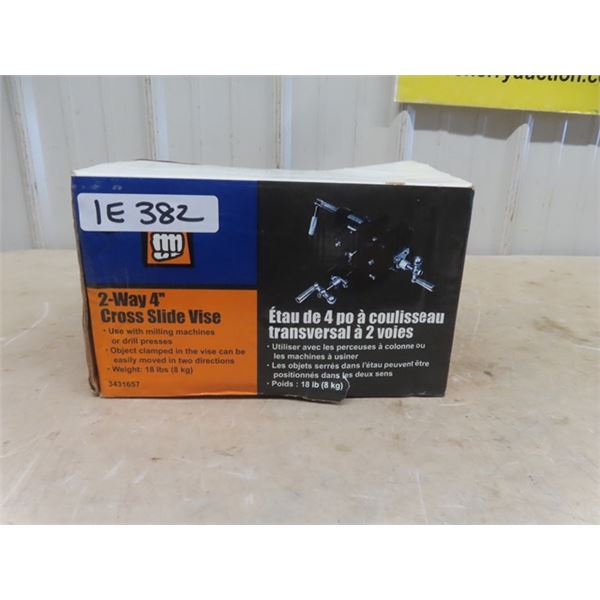 1E 382
2-Way 4"
Cross Slide Vise
• Use with milling machines
or drill presses
• Object clamped in the vise can be
easily moved in two directions
• Weight: 18 lbs (8 kg)
3431657
Étau de 4 po à coulisseau
transversal à 2 voies
• Utiliser avec les perceuses à colonne ou
les machines à usiner
• Les objets serrés dans l'étau peuvent être
positionnés dans les deux sens
• Poids : 18 lb (8 kg)